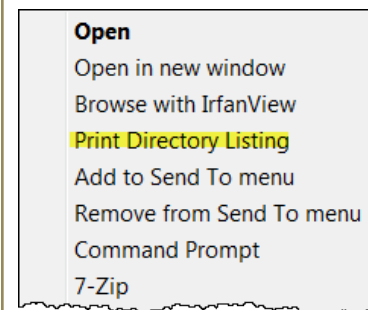 Open
Open in new window
Browse with IrfanView
Print Directory Listing
Add to Send To menu
Remove from Send To menu
Command Prompt
7-Zip